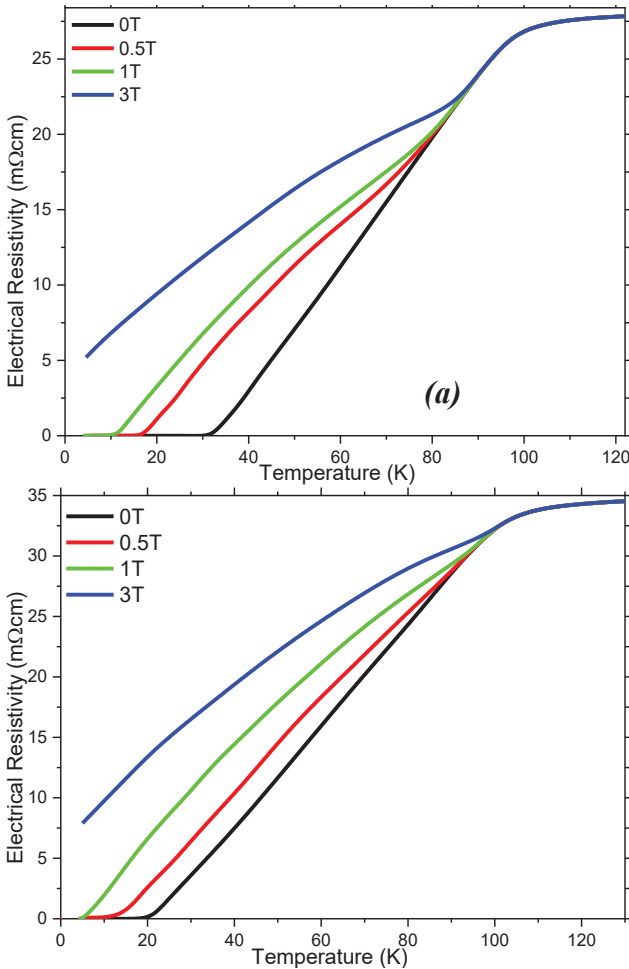 0T
0.5T
1T
3T
Electrical Resistivity (mΩcm)
25
20
15
10
5
0
(a)
0 20 40 60 80 100 120
Temperature (K)
35
0T
0.5T
1T
3T
Electrical Resistivity (mΩcm)
30
25
20
15
10
5
0
0 20 40 60 80 100 120
Temperature (K)